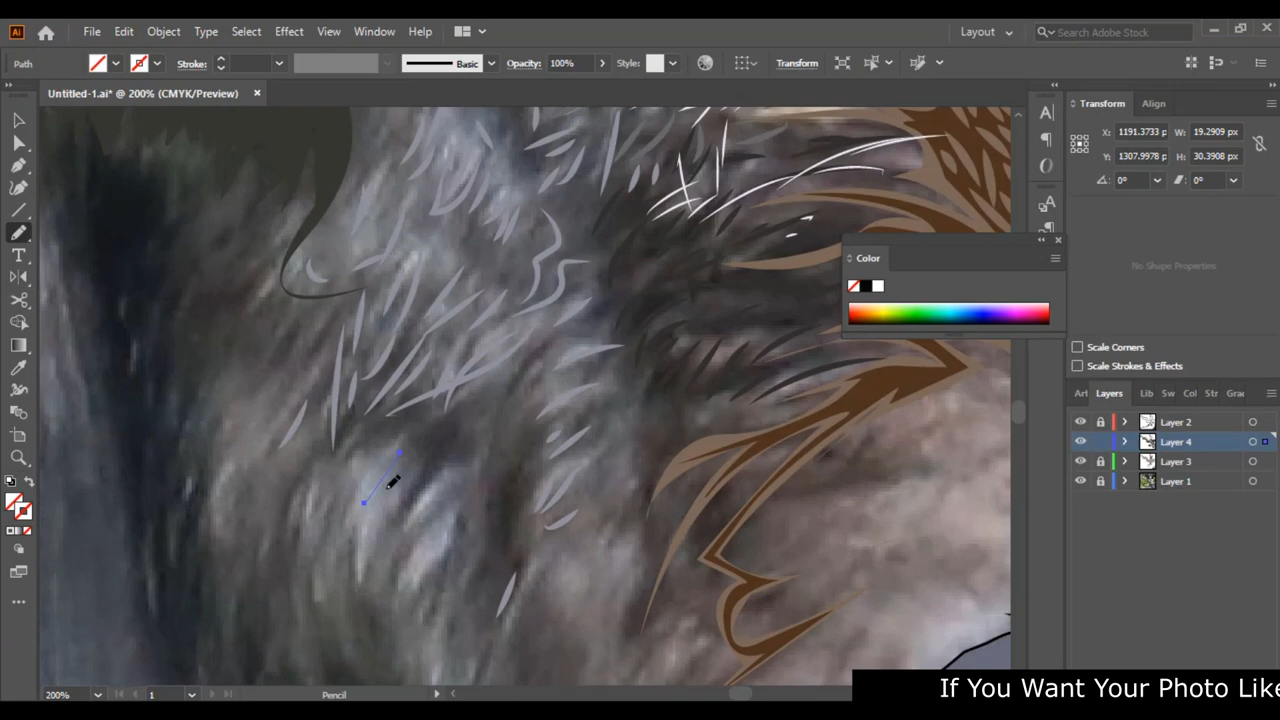 Ai File Edit Object Type Select Effect View Window Help Layout Search Adobe Stock
Path Stroke: Basic Opacity: 100% Style: Transform
Untitled-1.ai* @ 200% (CMYK/Preview) ×
Transform Align
X: 1191.3733 p W: 19.2909 px
Y: 1307.9978 p H: 30.3908 px
0° 0°
No Shape Properties
Color
Scale Corners
Scale Strokes & Effects
Art Layers Lib Sw Col Str Grac
Layer 2
Layer 4
Layer 3
Layer 1
200% 1 Pencil
If You Want Your Photo Like